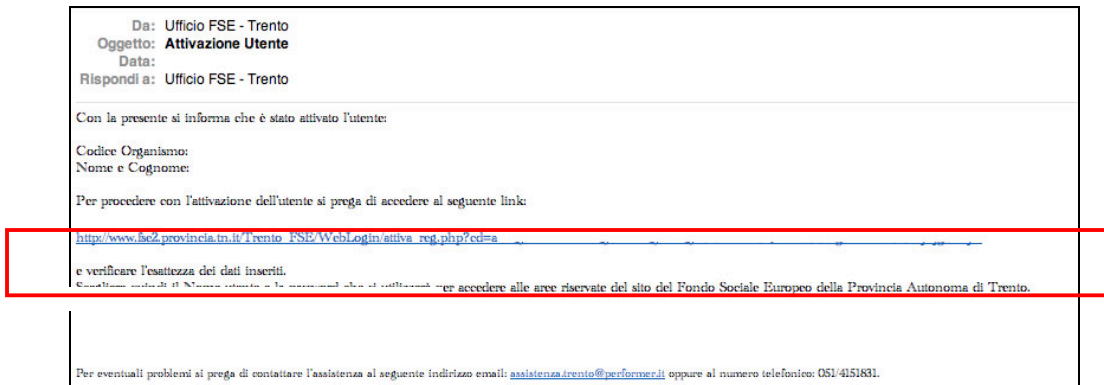 Da: Ufficio FSE - Trento
Oggetto: Attivazione Utente
Data:
Rispondi a: Ufficio FSE - Trento
Con la presente si informa che è stato attivato l'utente:
Codice Organismo:
Nome e Cognome:
Per procedere con l'attivazione dell'utente si prega di accedere al seguente link:
http://www.fse2.provincia.tn.it/Trento_FSE/WebLogin/attiva_reg.php?cd=a
e verificare l'esattezza dei dati inseriti.
per accedere alle aree riservate del sito del Fondo Sociale Europeo della Provincia Autonoma di Trento.
Per eventuali problemi si prega di contattare l'assistenza al seguente indirizzo email: assistenza.trento@performer.it oppure al numero telefonico: 051/4151831.